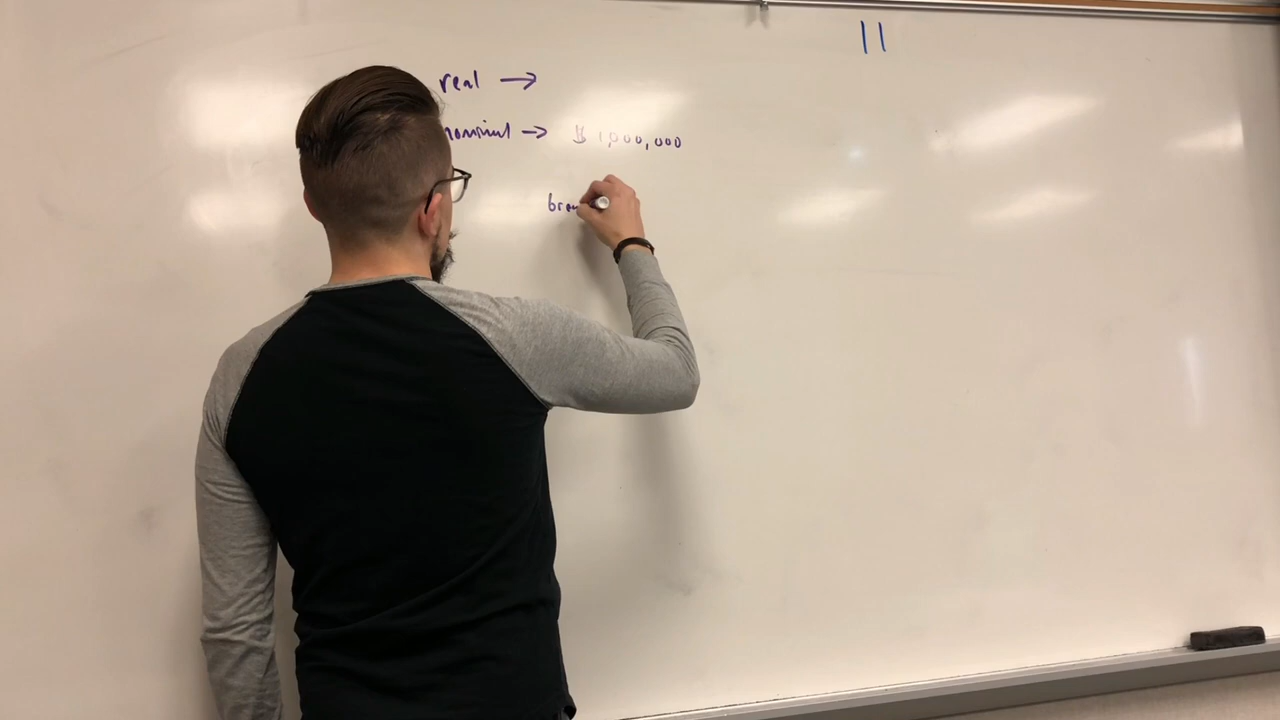 11
real →
nominal → $ 1,000,000